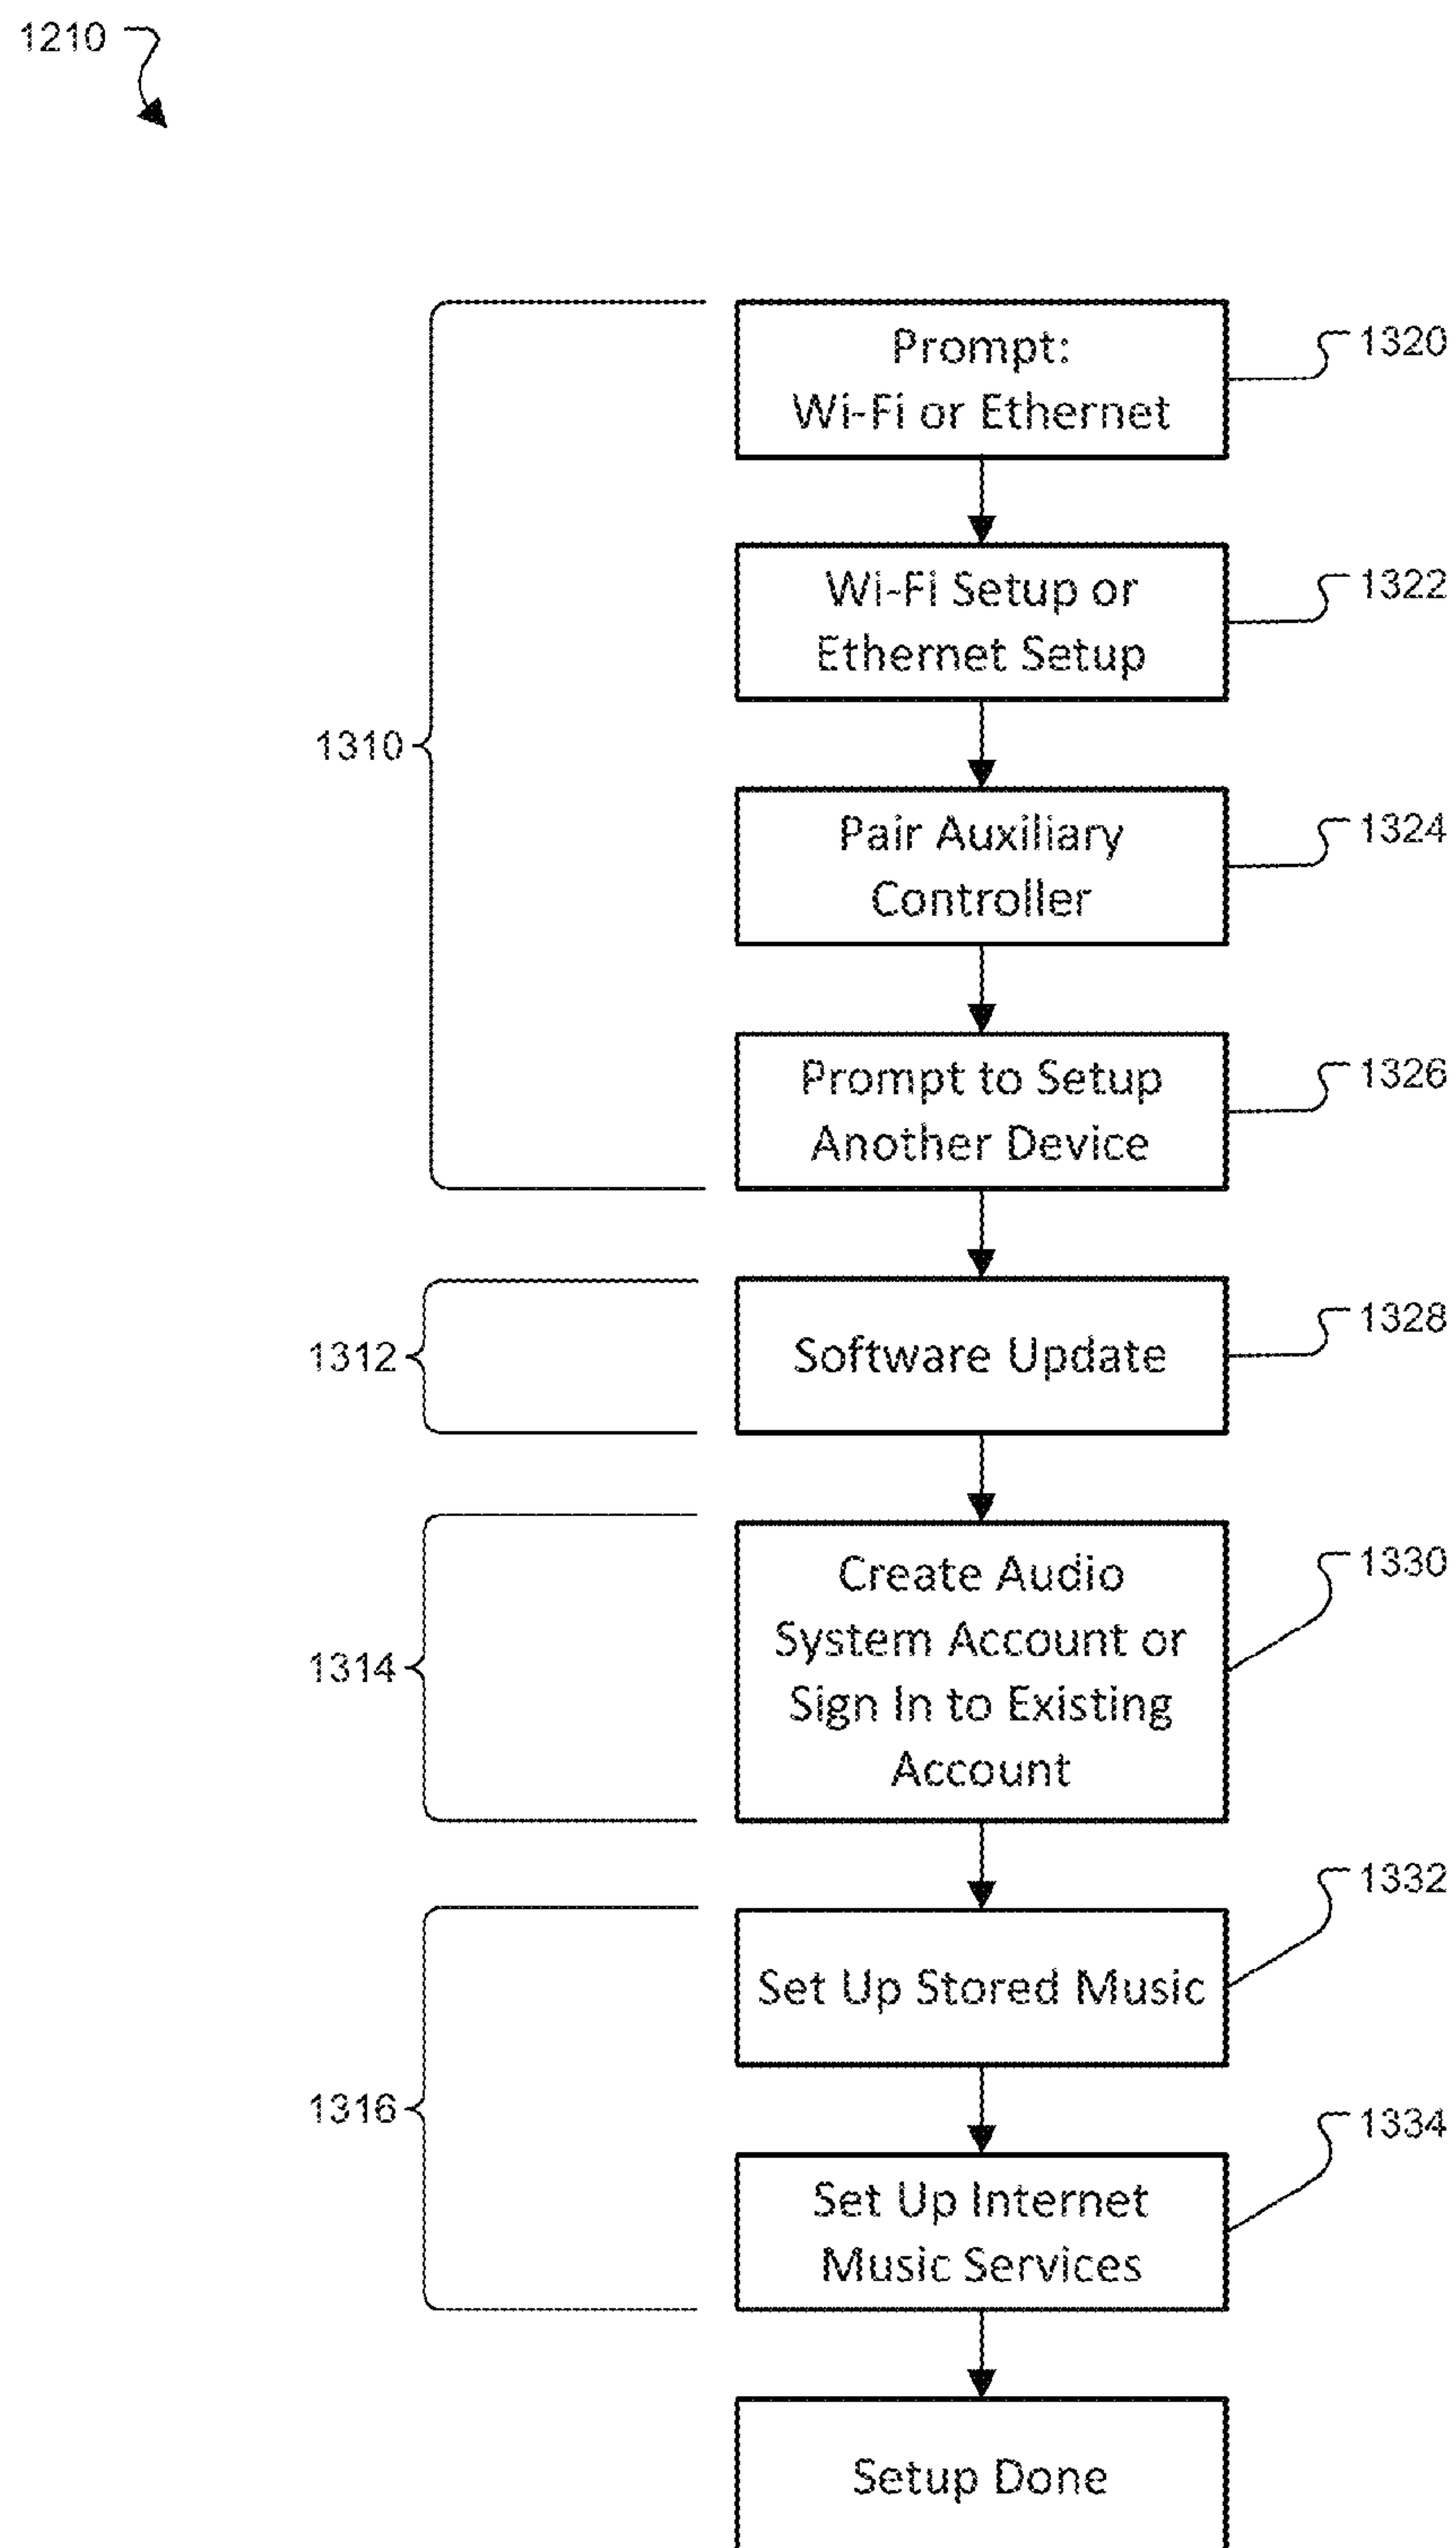 1210
Prompt:
Wi-Fi or Ethernet
1320
Wi-Fi Setup or
Ethernet Setup
1322
1310
Pair Auxiliary
Controller
1324
Prompt to Setup
Another Device
1326
1312
Software Update
1328
1314
Create Audio
System Account or
Sign In to Existing
Account
1330
1316
Set Up Stored Music
1332
Set Up Internet
Music Services
1334
Setup Done